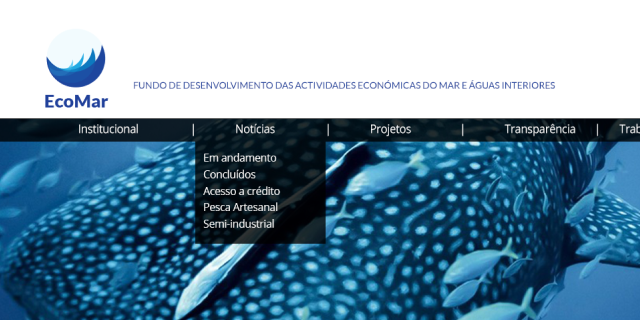 EcoMar
FUNDO DE DESENVOLVIMENTO DAS ACTIVIDADES ECONÓMICAS DO MAR E ÁGUAS INTERIORES
Institucional | Notícias | Projetos | Transparência | Trab
Em andamento
Concluídos
Acesso a crédito
Pesca Artesanal
Semi-industrial